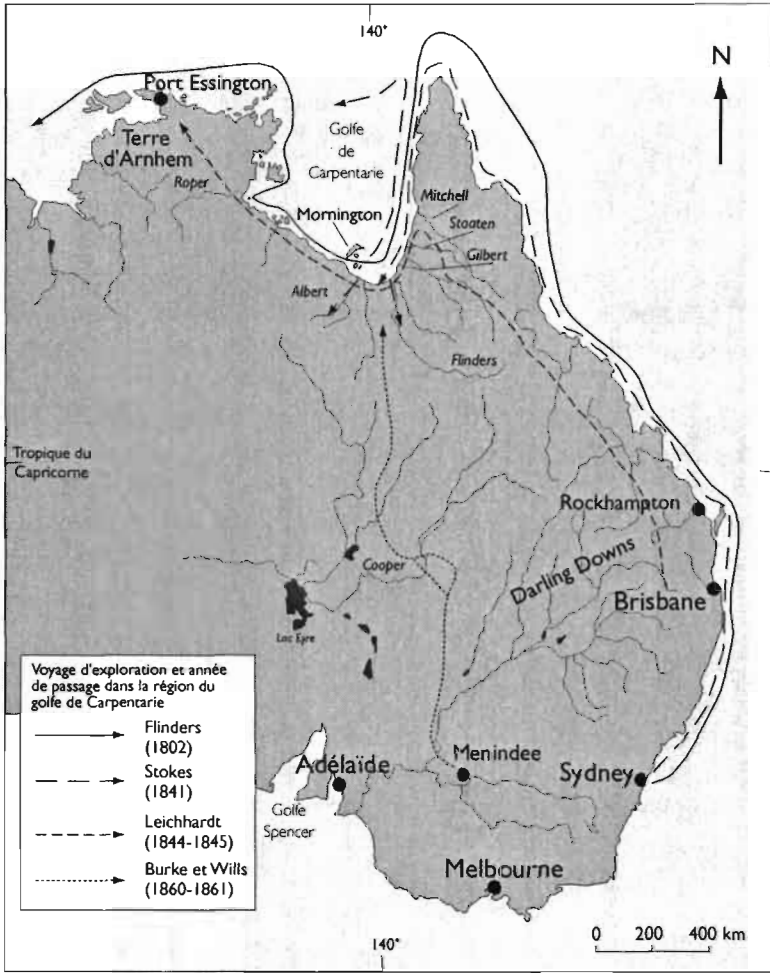 140°
N
Port Essington
Golfe
de
Carpentarie
Terre
d'Arnhem
Roper
Mornington
Mitchell
Staaten
Gilbert
Albert
Flinders
Tropique du
Capricorne
Rockhampton
Cooper
Darling Downs
Brisbane
Lac Eyre
Voyage d'exploration et année
de passage dans la région du
golfe de Carpentarie
Flinders
(1802)
Stokes
(1841)
Leichhardt
(1844-1845)
Burke et Wills
(1860-1861)
Adélaïde
Menindee
Sydney
Golfe
Spencer
Melbourne
0 200 400 km
140°